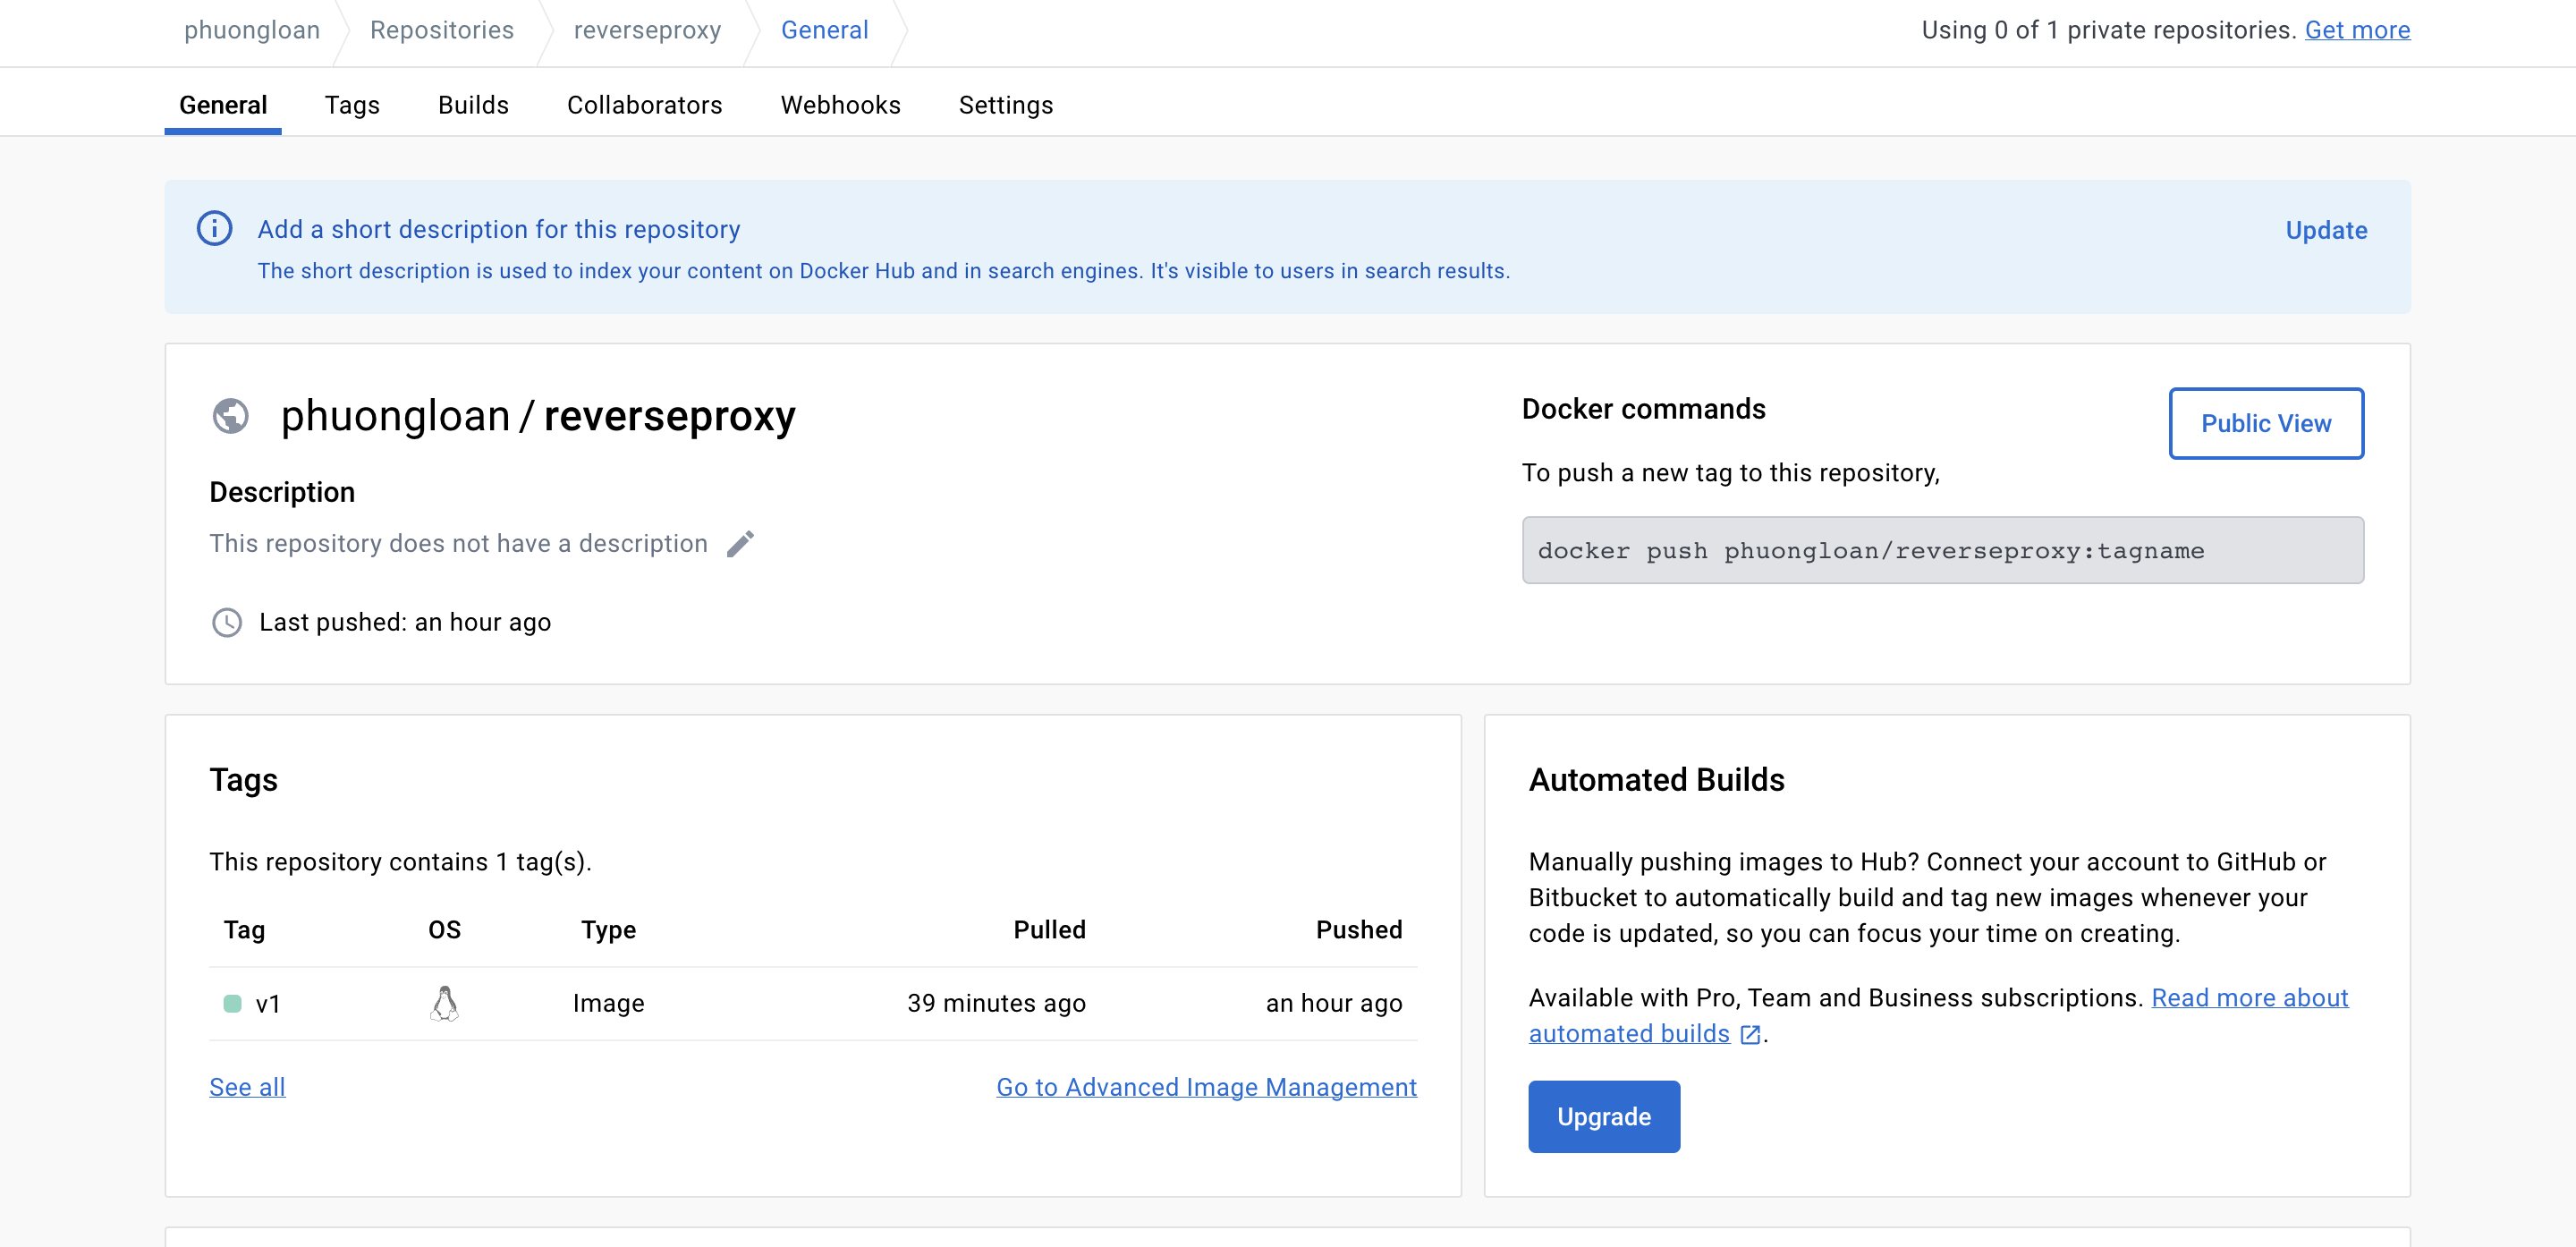 phuongloan Repositories reverseproxy General Using 0 of 1 private repositories. Get more
General Tags Builds Collaborators Webhooks Settings
Add a short description for this repository Update
The short description is used to index your content on Docker Hub and in search engines. It's visible to users in search results.
phuongloan / reverseproxy
Description
This repository does not have a description
Last pushed: an hour ago
Docker commands Public View
To push a new tag to this repository,
docker push phuongloan/reverseproxy:tagname
Tags
This repository contains 1 tag(s).
Tag OS Type Pulled Pushed
v1 Image 39 minutes ago an hour ago
See all Go to Advanced Image Management
Automated Builds
Manually pushing images to Hub? Connect your account to GitHub or
Bitbucket to automatically build and tag new images whenever your
code is updated, so you can focus your time on creating.
Available with Pro, Team and Business subscriptions. Read more about
automated builds .
Upgrade